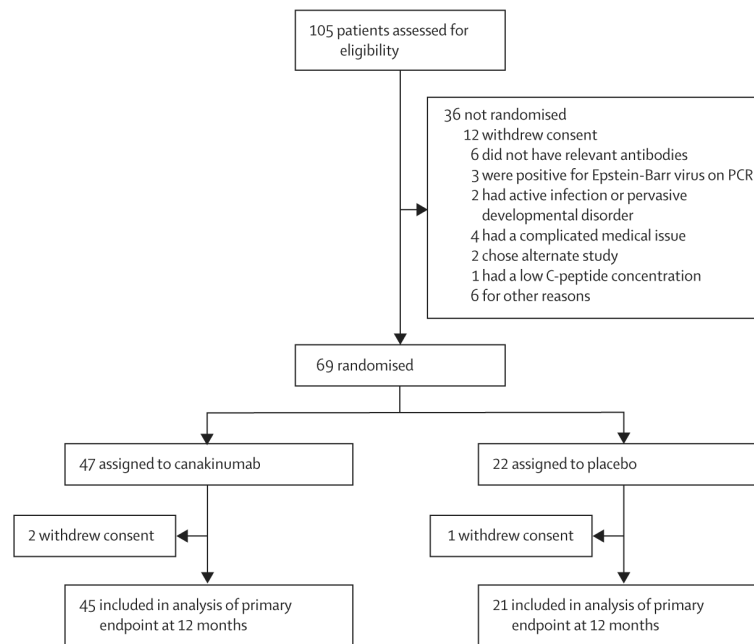 105 patients assessed for
eligibility
36 not randomised
12 withdrew consent
6 did not have relevant antibodies
3 were positive for Epstein-Barr virus on PCR
2 had active infection or pervasive
developmental disorder
4 had a complicated medical issue
2 chose alternate study
1 had a low C-peptide concentration
6 for other reasons
69 randomised
47 assigned to canakinumab
22 assigned to placebo
2 withdrew consent
1 withdrew consent
45 included in analysis of primary
endpoint at 12 months
21 included in analysis of primary
endpoint at 12 months